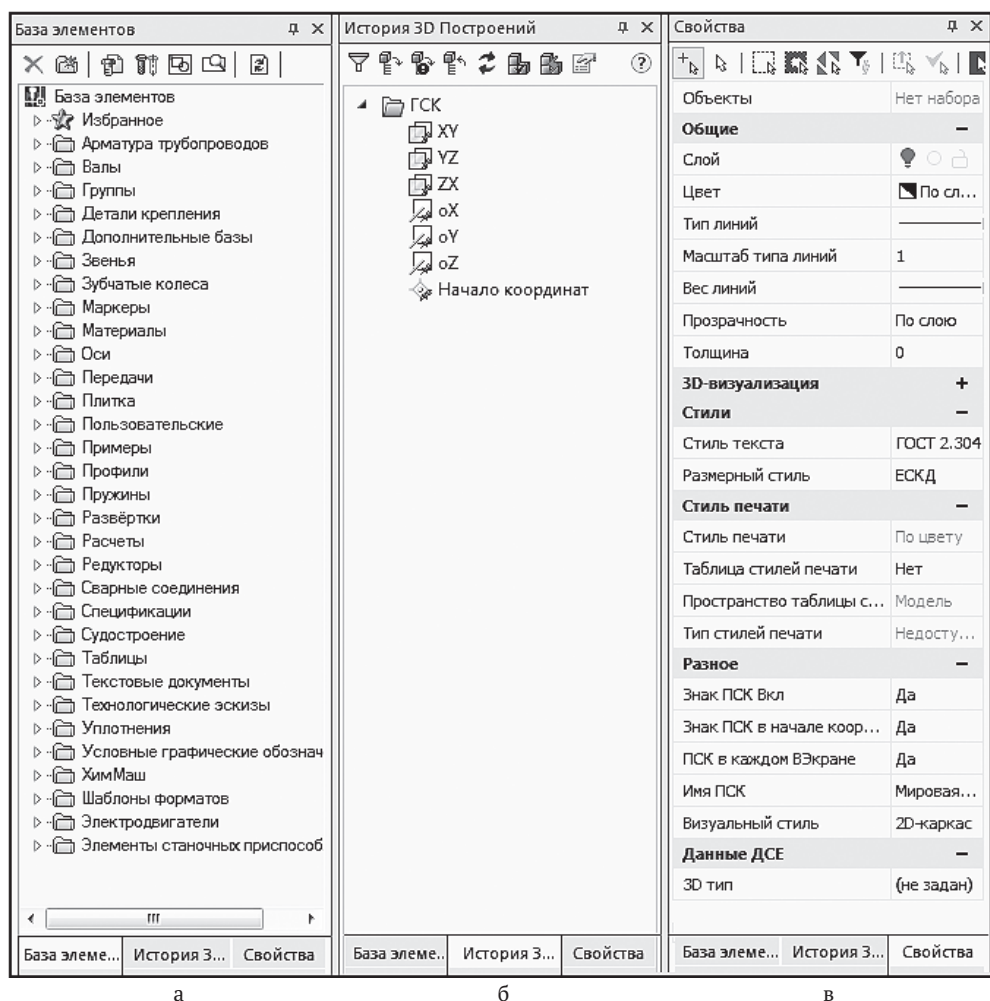 База элементов
База элементов
Избранное
Арматура трубопроводов
Валы
Группы
Детали крепления
Дополнительные базы
Звенья
Зубчатые колеса
Маркеры
Материалы
Оси
Передачи
Плитка
Пользовательские
Примеры
Профили
Пружины
Развёртки
Расчеты
Редукторы
Сварные соединения
Спецификации
Судостроение
Таблицы
Текстовые документы
Технологические эскизы
Уплотнения
Условные графические обознач
ХимМаш
Шаблоны форматов
Электродвигатели
Элементы станочных приспособ
База элеме... История 3... Свойства
а
История 3D Построений
ГСК
XY
YZ
ZX
oX
oY
oZ
Начало координат
База элеме.. История 3... Свойства
б
Свойства
Объекты Нет набора
Общие
Слой
Цвет По сл...
Тип линий
Масштаб типа линий 1
Вес линий
Прозрачность По слою
Толщина 0
3D-визуализация +
Стили –
Стиль текста ГОСТ 2.304
Размерный стиль ЕСКД
Стиль печати –
Стиль печати По цвету
Таблица стилей печати Нет
Пространство таблицы с... Модель
Тип стилей печати Недосту...
Разное –
Знак ПСК Вкл Да
Знак ПСК в начале коор... Да
ПСК в каждом ВЭкране Да
Имя ПСК Мировая...
Визуальный стиль 2D-каркас
Данные ДСЕ –
3D тип (не задан)
База элеме... История 3... Свойства
в